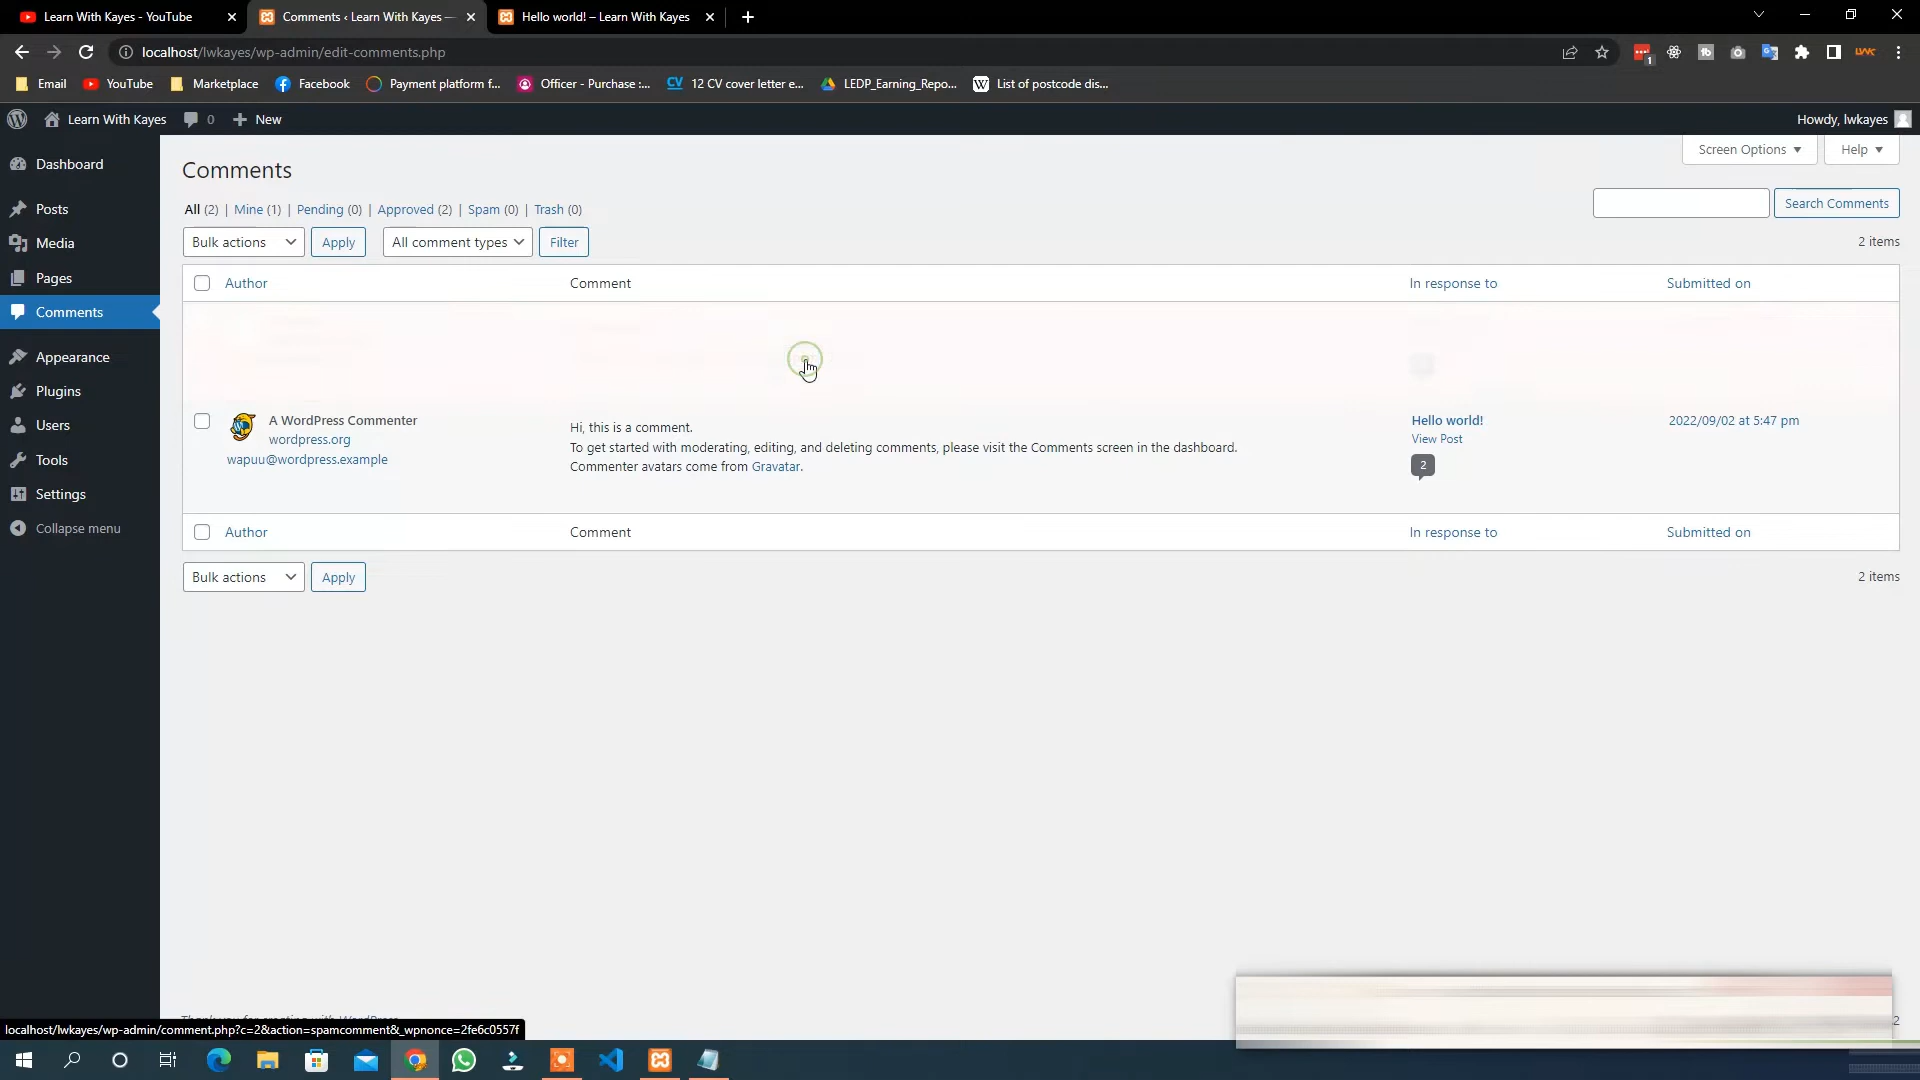 Learn With Kayes - YouTube
Comments ‹ Learn With Kayes —
Hello world! – Learn With Kayes
localhost/lwkayes/wp-admin/edit-comments.php
1
Email
YouTube
Marketplace
Facebook
Payment platform f...
Officer - Purchase :...
CV
12 CV cover letter e...
LEDP_Earning_Repo...
W
List of postcode dis...
Learn With Kayes
0
New
Howdy, lwkayes
Dashboard
Posts
Media
Pages
Comments
Appearance
Plugins
Users
Tools
Settings
Collapse menu
Comments
Screen Options
Help
All (2) | Mine (1) | Pending (0) | Approved (2) | Spam (0) | Trash (0)
Search Comments
Bulk actions
Apply
All comment types
Filter
2 items
Author
Comment
In response to
Submitted on
A WordPress Commenter
wordpress.org
wapuu@wordpress.example
Hi, this is a comment.
To get started with moderating, editing, and deleting comments, please visit the Comments screen in the dashboard.
Commenter avatars come from Gravatar.
Hello world!
View Post
2
2022/09/02 at 5:47 pm
Author
Comment
In response to
Submitted on
Bulk actions
Apply
2 items
localhost/lwkayes/wp-admin/comment.php?c=2&action=spamcomment&_wpnonce=2fe6c0557f